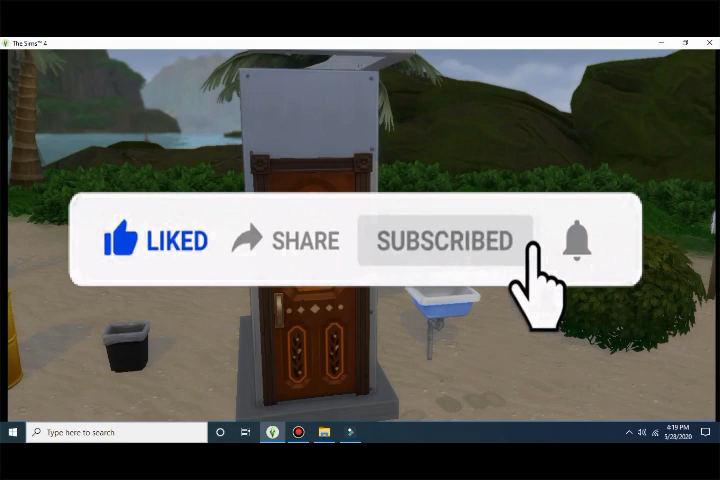 The Sims™ 4
LIKED SHARE SUBSCRIBED
Type here to search
4:19 PM
5/28/2020